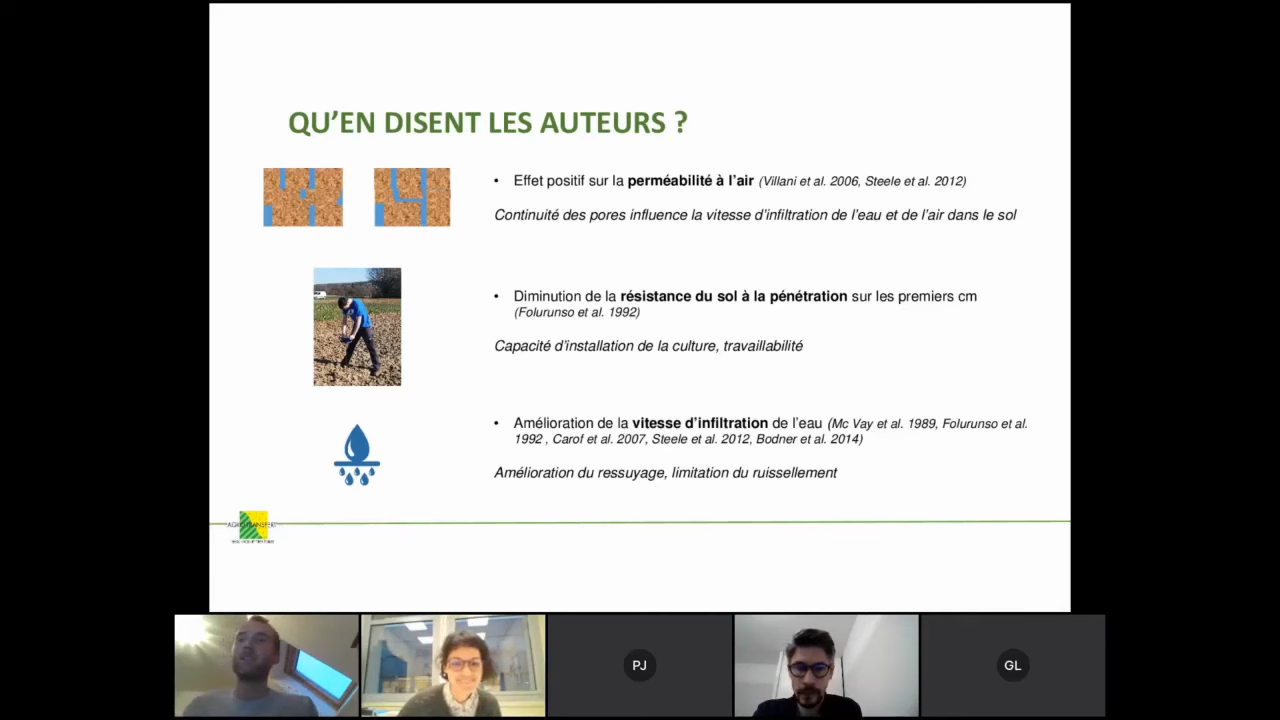 QU’EN DISENT LES AUTEURS ?
• Effet positif sur la perméabilité à l’air (Villani et al. 2006, Steele et al. 2012)
Continuité des pores influence la vitesse d’infiltration de l’eau et de l’air dans le sol
• Diminution de la résistance du sol à la pénétration sur les premiers cm
(Folurunso et al. 1992)
Capacité d’installation de la culture, travaillabilité
• Amélioration de la vitesse d’infiltration de l’eau (Mc Vay et al. 1989, Folurunso et al.
1992 , Carof et al. 2007, Steele et al. 2012, Bodner et al. 2014)
Amélioration du ressuyage, limitation du ruissellement
PJ
GL